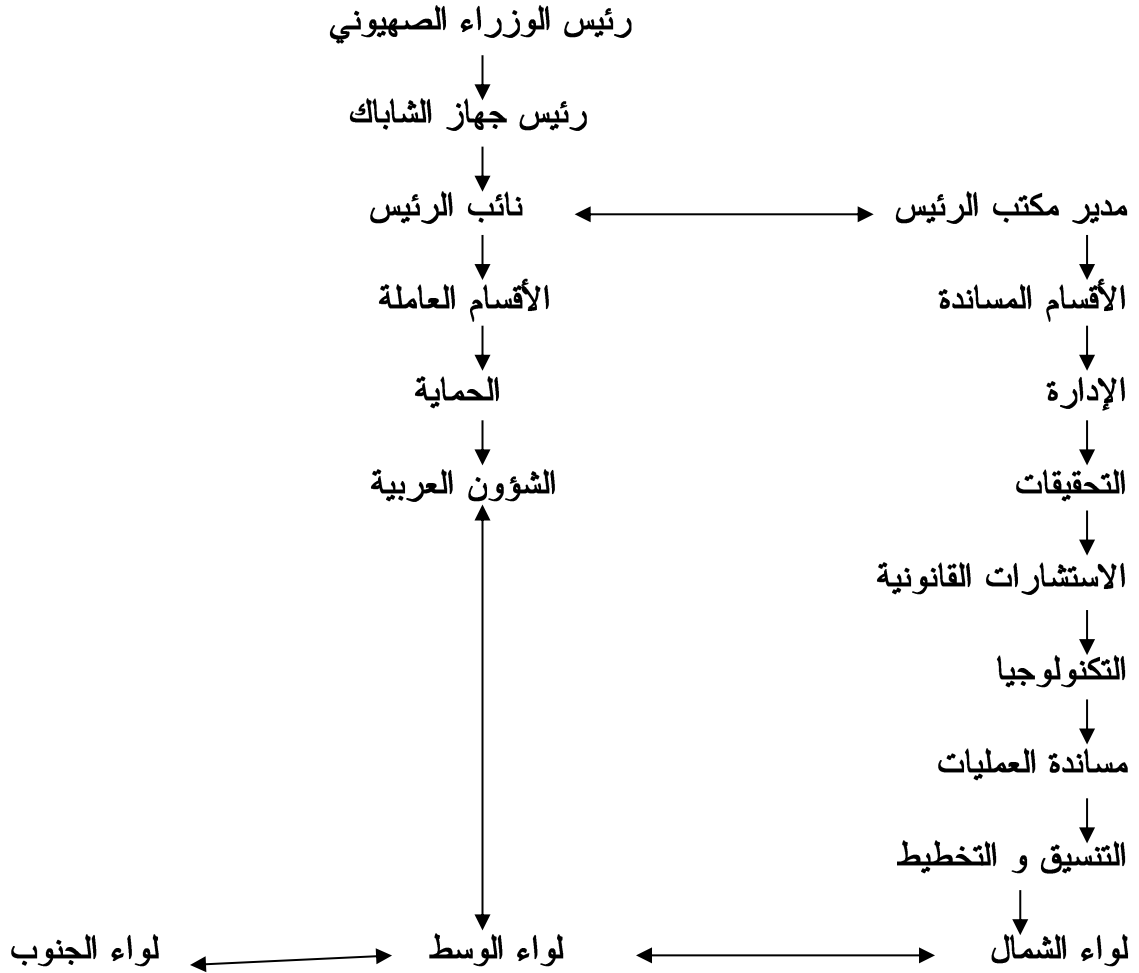 رئيس الوزراء الصهيوني
رئيس جهاز الشاباك
مدير مكتب الرئيس
نائب الرئيس
الأقسام المساندة
الأقسام العاملة
الإدارة
الحماية
التحقيقات
الشؤون العربية
الاستشارات القانونية
التكنولوجيا
مساندة العمليات
التنسيق و التخطيط
لواء الشمال
لواء الوسط
لواء الجنوب